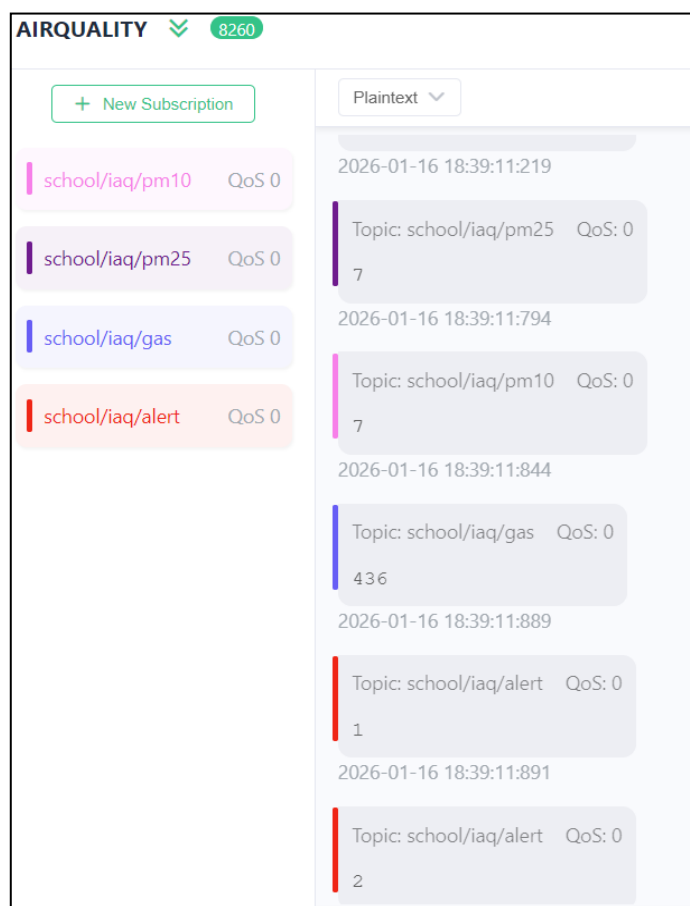 AIRQUALITY 8260
+ New Subscription
school/iaq/pm10 QoS 0
school/iaq/pm25 QoS 0
school/iaq/gas QoS 0
school/iaq/alert QoS 0
Plaintext
2026-01-16 18:39:11:219
Topic: school/iaq/pm25 QoS: 0
7
2026-01-16 18:39:11:794
Topic: school/iaq/pm10 QoS: 0
7
2026-01-16 18:39:11:844
Topic: school/iaq/gas QoS: 0
436
2026-01-16 18:39:11:889
Topic: school/iaq/alert QoS: 0
1
2026-01-16 18:39:11:891
Topic: school/iaq/alert QoS: 0
2